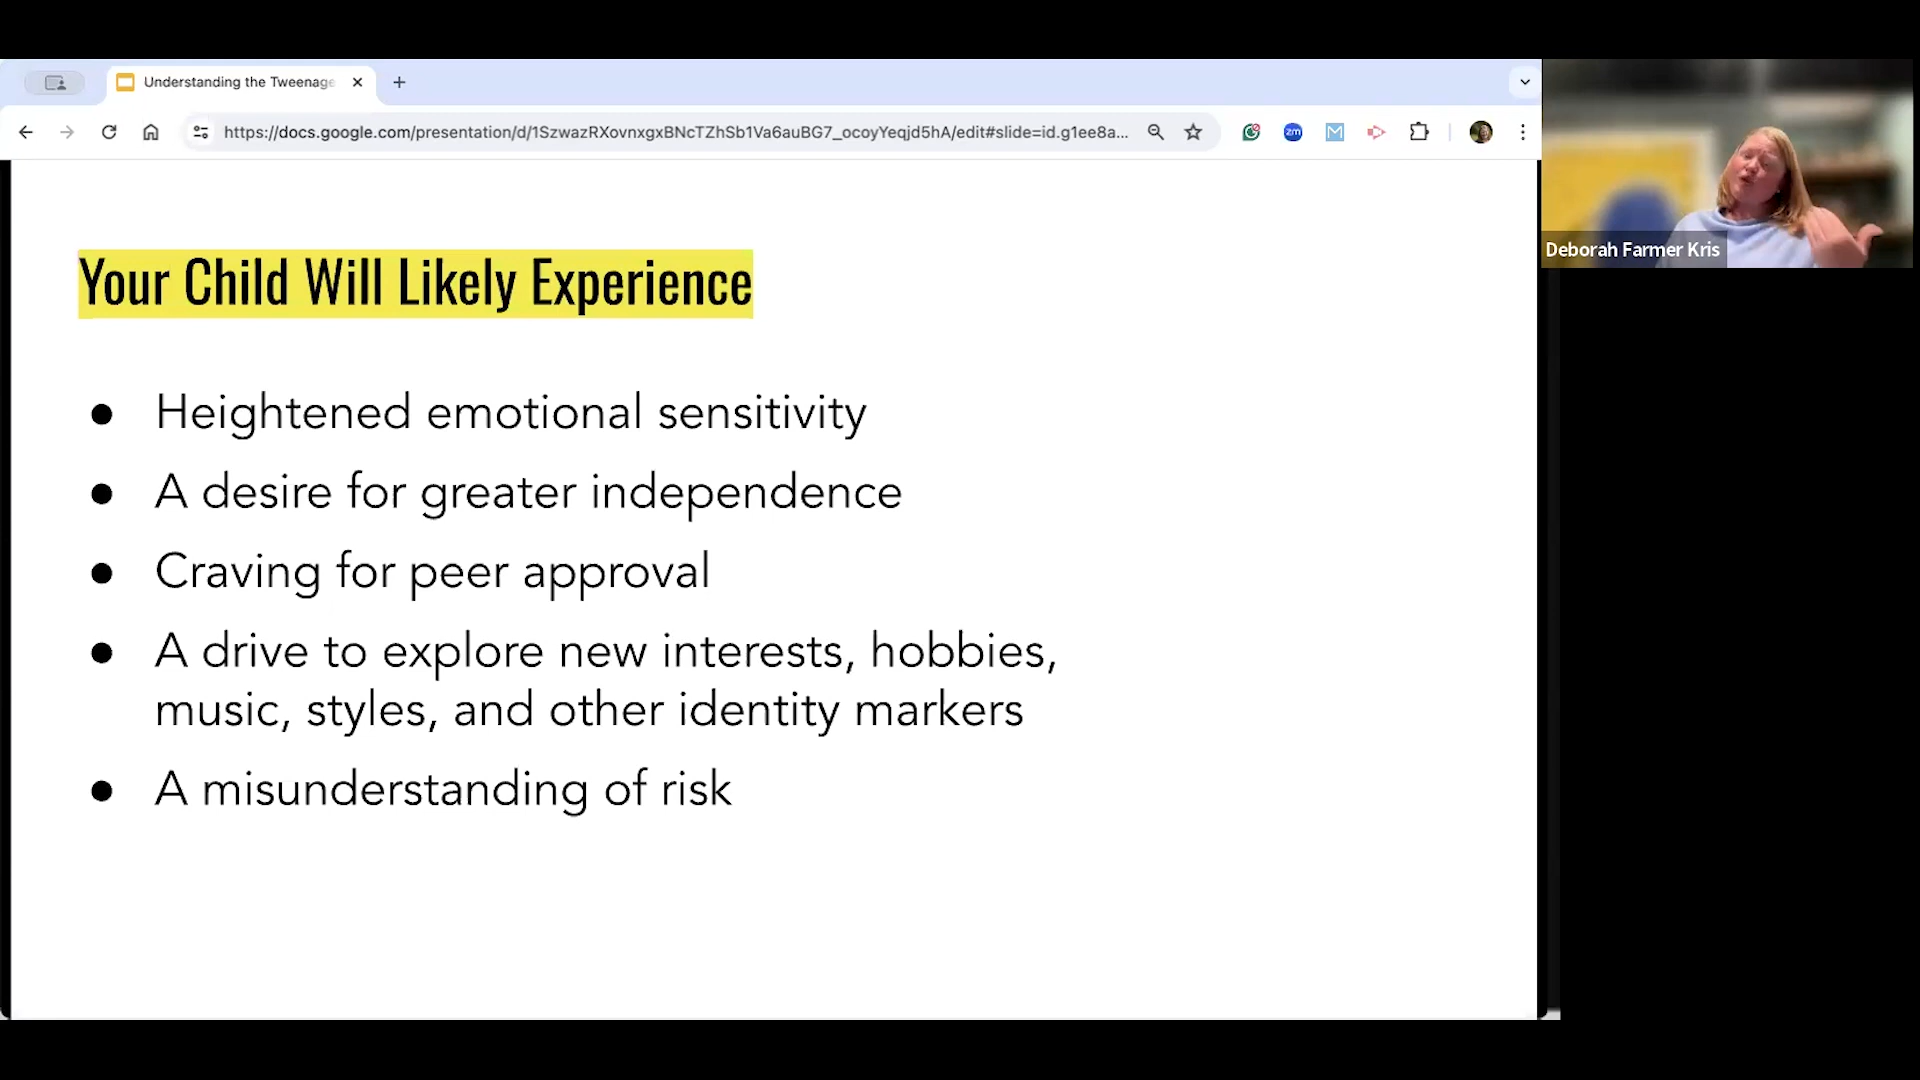 Understanding the Tweenage
https://docs.google.com/presentation/d/1SzwazRXovnxgxBNcTZhSb1Va6auBG7_ocoyYeqjd5hA/edit#slide=id.g1ee8a...
zm
M
Deborah Farmer Kris
Your Child Will Likely Experience
● Heightened emotional sensitivity
● A desire for greater independence
● Craving for peer approval
● A drive to explore new interests, hobbies,
music, styles, and other identity markers
● A misunderstanding of risk